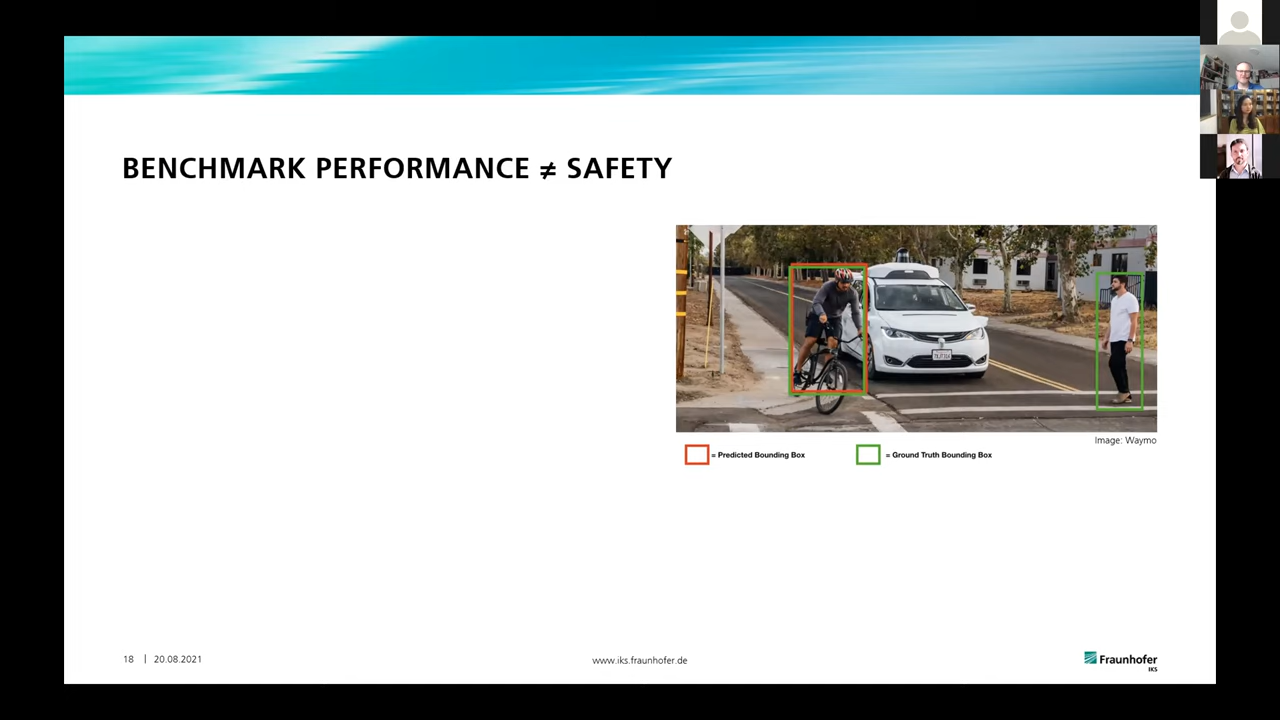 BENCHMARK PERFORMANCE ≠ SAFETY
Image: Waymo
= Predicted Bounding Box
= Ground Truth Bounding Box
18 | 20.08.2021
www.iks.fraunhofer.de
Fraunhofer
IKS